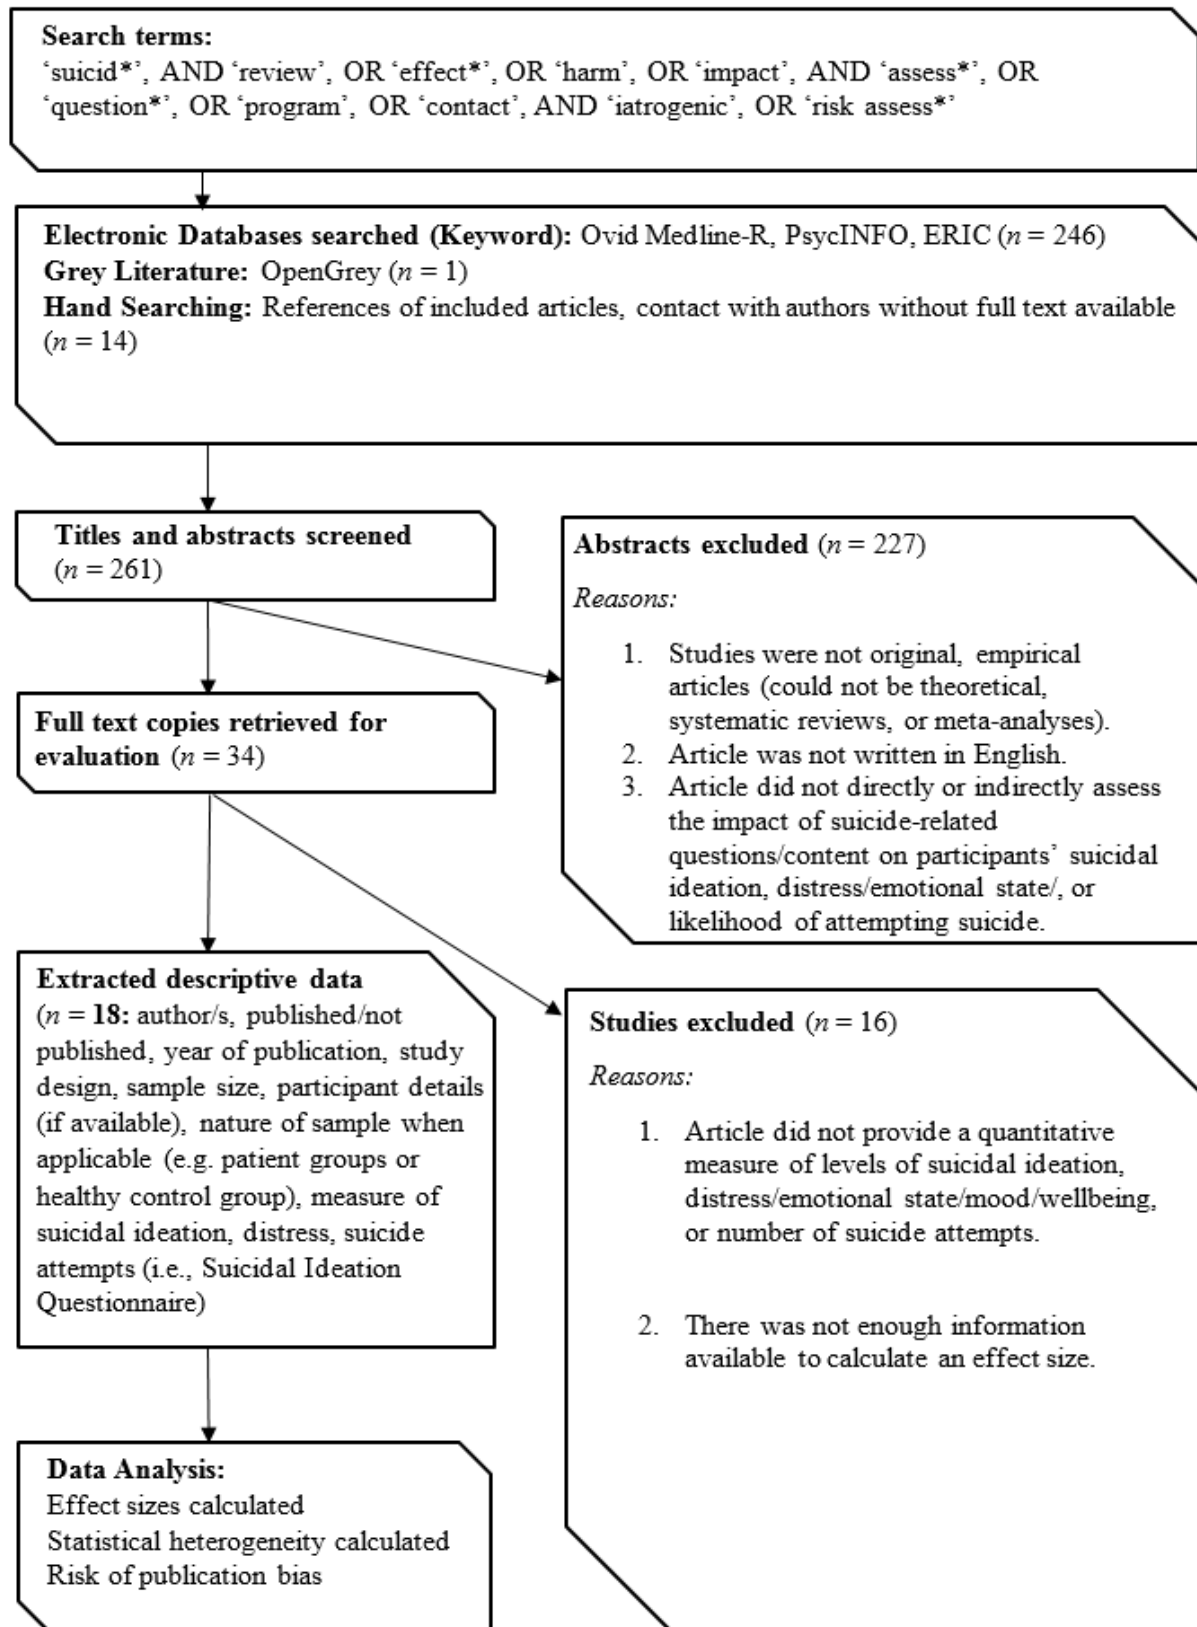 Search terms:
‘suicid*’, AND ‘review’, OR ‘effect*’, OR ‘harm’, OR ‘impact’, AND ‘assess*’, OR
‘question*’, OR ‘program’, OR ‘contact’, AND ‘iatrogenic’, OR ‘risk assess*’
Electronic Databases searched (Keyword): Ovid Medline-R, PsycINFO, ERIC (n = 246)
Grey Literature: OpenGrey (n = 1)
Hand Searching: References of included articles, contact with authors without full text available
(n = 14)
Titles and abstracts screened
(n = 261)
Abstracts excluded (n = 227)
Reasons:
1. Studies were not original, empirical
articles (could not be theoretical,
systematic reviews, or meta-analyses).
2. Article was not written in English.
3. Article did not directly or indirectly assess
the impact of suicide-related
questions/content on participants’ suicidal
ideation, distress/emotional state/, or
likelihood of attempting suicide.
Full text copies retrieved for
evaluation (n = 34)
Extracted descriptive data
(n = 18: author/s, published/not
published, year of publication, study
design, sample size, participant details
(if available), nature of sample when
applicable (e.g. patient groups or
healthy control group), measure of
suicidal ideation, distress, suicide
attempts (i.e., Suicidal Ideation
Questionnaire)
Studies excluded (n = 16)
Reasons:
1. Article did not provide a quantitative
measure of levels of suicidal ideation,
distress/emotional state/mood/wellbeing,
or number of suicide attempts.
2. There was not enough information
available to calculate an effect size.
Data Analysis:
Effect sizes calculated
Statistical heterogeneity calculated
Risk of publication bias